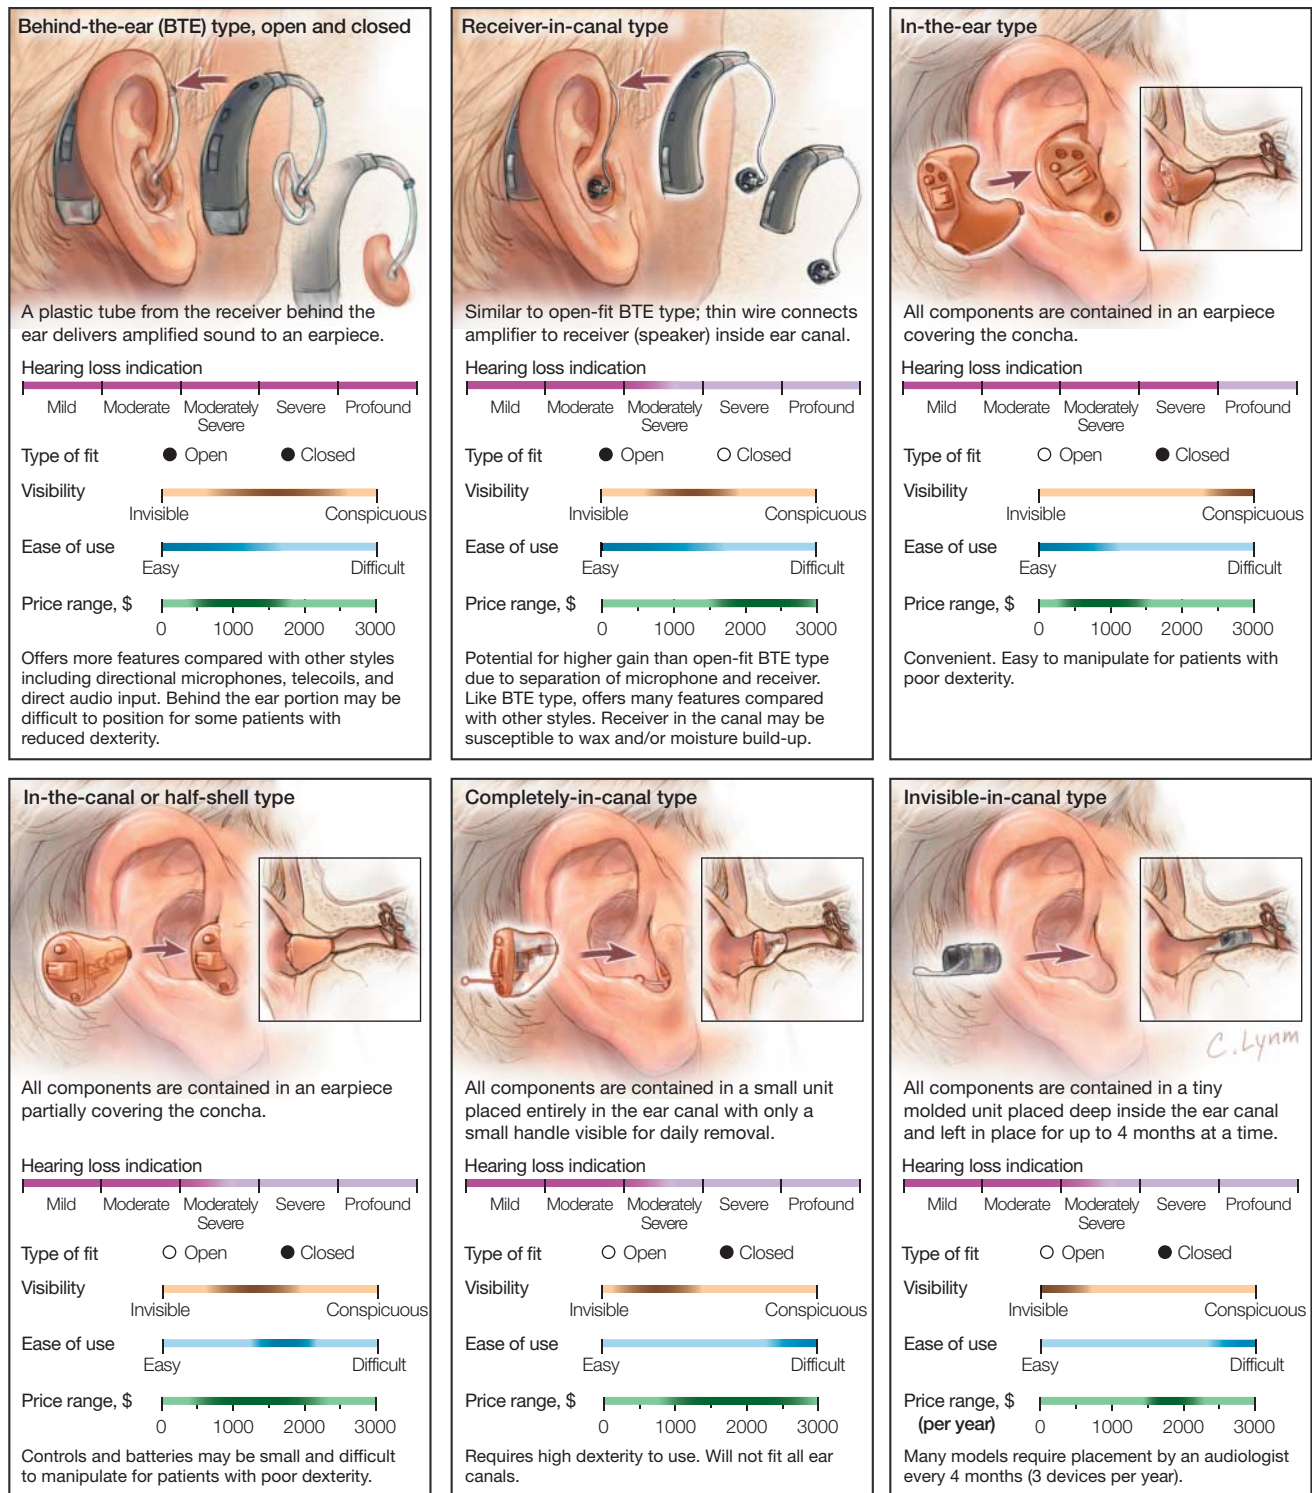 Behind-the-ear (BTE) type, open and closed
A plastic tube from the receiver behind the
ear delivers amplified sound to an earpiece.
Hearing loss indication
Mild Moderate Moderately Severe Profound
Severe
Type of fit Open Closed
Visibility
Invisible Conspicuous
Ease of use
Easy Difficult
Price range, $
0 1000 2000 3000
Offers more features compared with other styles
including directional microphones, telecoils, and
direct audio input. Behind the ear portion may be
difficult to position for some patients with
reduced dexterity.
Receiver-in-canal type
Similar to open-fit BTE type; thin wire connects
amplifier to receiver (speaker) inside ear canal.
Hearing loss indication
Mild Moderate Moderately Severe Profound
Severe
Type of fit Open Closed
Visibility
Invisible Conspicuous
Ease of use
Easy Difficult
Price range, $
0 1000 2000 3000
Potential for higher gain than open-fit BTE type
due to separation of microphone and receiver.
Like BTE type, offers many features compared
with other styles. Receiver in the canal may be
susceptible to wax and/or moisture build-up.
In-the-ear type
All components are contained in an earpiece
covering the concha.
Hearing loss indication
Mild Moderate Moderately Severe Profound
Severe
Type of fit Open Closed
Visibility
Invisible Conspicuous
Ease of use
Easy Difficult
Price range, $
0 1000 2000 3000
Convenient. Easy to manipulate for patients with
poor dexterity.
In-the-canal or half-shell type
All components are contained in an earpiece
partially covering the concha.
Hearing loss indication
Mild Moderate Moderately Severe Profound
Severe
Type of fit Open Closed
Visibility
Invisible Conspicuous
Ease of use
Easy Difficult
Price range, $
0 1000 2000 3000
Controls and batteries may be small and difficult
to manipulate for patients with poor dexterity.
Completely-in-canal type
All components are contained in a small unit
placed entirely in the ear canal with only a
small handle visible for daily removal.
Hearing loss indication
Mild Moderate Moderately Severe Profound
Severe
Type of fit Open Closed
Visibility
Invisible Conspicuous
Ease of use
Easy Difficult
Price range, $
0 1000 2000 3000
Requires high dexterity to use. Will not fit all ear
canals.
Invisible-in-canal type
C. Lynm
All components are contained in a tiny
molded unit placed deep inside the ear canal
and left in place for up to 4 months at a time.
Hearing loss indication
Mild Moderate Moderately Severe Profound
Severe
Type of fit Open Closed
Visibility
Invisible Conspicuous
Ease of use
Easy Difficult
Price range, $
(per year) 0 1000 2000 3000
Many models require placement by an audiologist
every 4 months (3 devices per year).